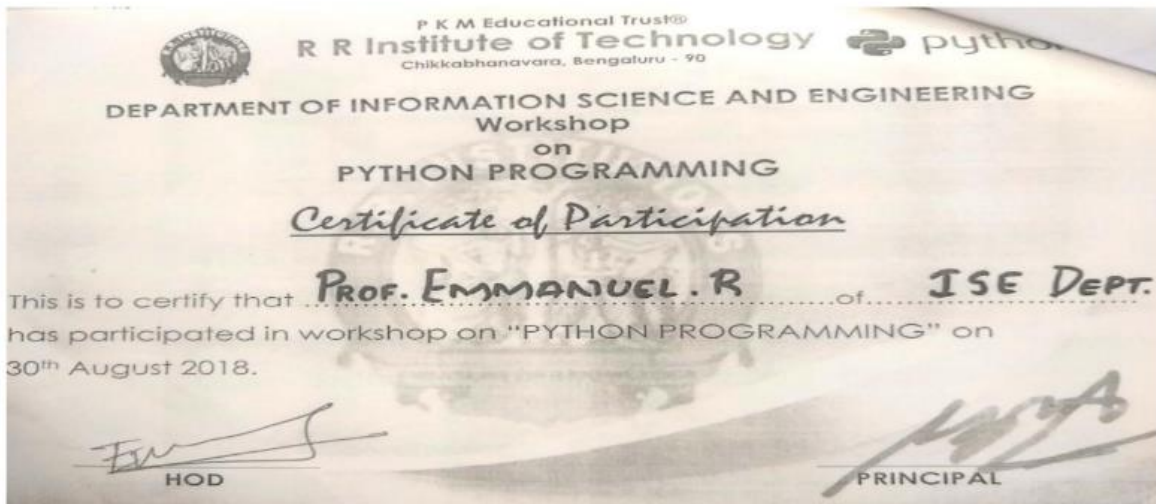 P K M Educational Trust®
R R Institute of Technology
Chikkabhanavara, Bengaluru - 90
DEPARTMENT OF INFORMATION SCIENCE AND ENGINEERING
Workshop
on
PYTHON PROGRAMMING
Certificate of Participation
This is to certify that PROF. EMMANUEL. R of ISE DEPT.
has participated in workshop on "PYTHON PROGRAMMING" on
30th August 2018.
HOD
PRINCIPAL